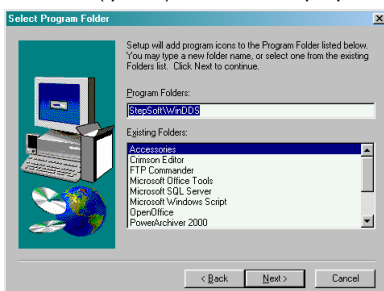 Select Program Folder
Setup will add program icons to the Program Folder listed below.
You may type a new folder name, or select one from the existing
Folders list. Click Next to continue.
Program Folders:
StepSoft\WinDDS
Existing Folders:
Accessories
Crimson Editor
FTP Commander
Microsoft Office Tools
Microsoft SQL Server
Microsoft Windows Script
OpenOffice
PowerArchiver 2000
< Back
Next >
Cancel